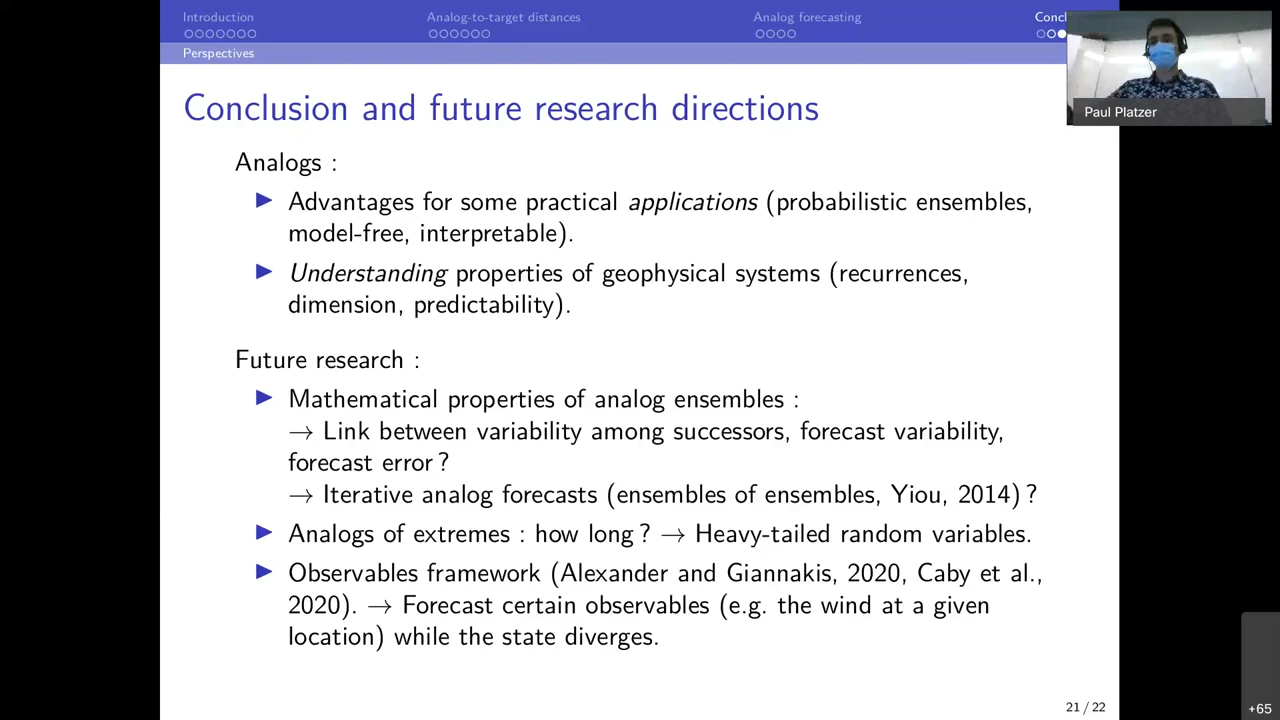 Introduction Analog-to-target distances Analog forecasting Concl
Perspectives
Paul Platzer
Conclusion and future research directions
Analogs :
Advantages for some practical applications (probabilistic ensembles,
model-free, interpretable).
Understanding properties of geophysical systems (recurrences,
dimension, predictability).
Future research :
Mathematical properties of analog ensembles :
→ Link between variability among successors, forecast variability,
forecast error ?
→ Iterative analog forecasts (ensembles of ensembles, Yiou, 2014) ?
Analogs of extremes : how long ? → Heavy-tailed random variables.
Observables framework (Alexander and Giannakis, 2020, Caby et al.,
2020). → Forecast certain observables (e.g. the wind at a given
location) while the state diverges.
21 / 22
+65